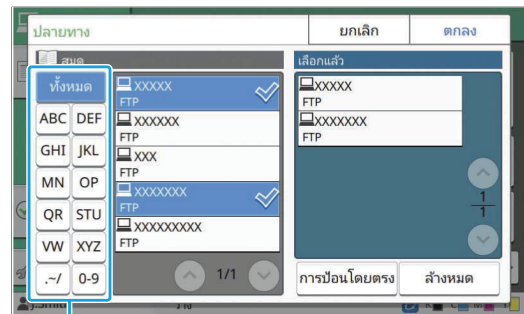 ปลายทาง
ยกเลิก
ตกลง
สมุด
เลือกแล้ว
ทั้งหมด
ABC DEF
GHI JKL
MN OP
QR STU
VW XYZ
.~/ 0-9
XXXXX
FTP
XXXXXX
FTP
XXX
FTP
XXXXXXX
FTP
XXXXXXXXX
FTP
1/1
XXXXX
FTP
XXXXXXX
FTP
1
1
การป้อนโดยตรง
ล้างหมด